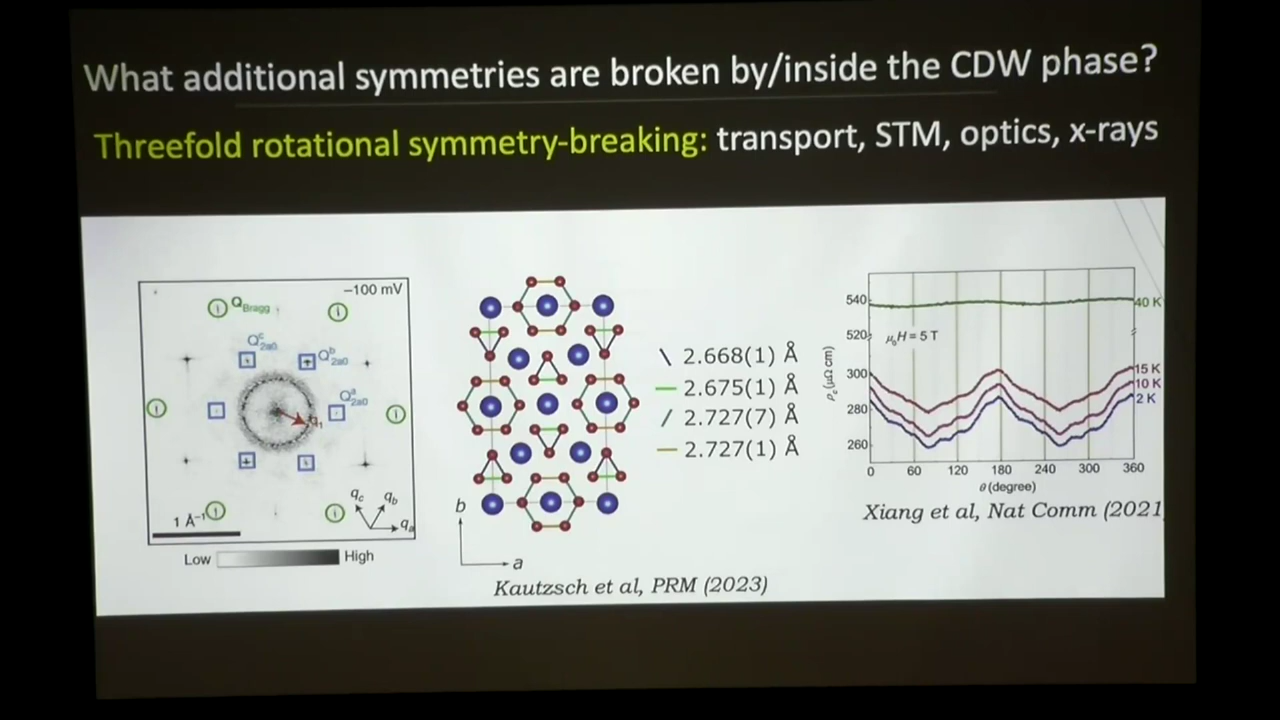 What additional symmetries are broken by/inside the CDW phase?
Threefold rotational symmetry-breaking: transport, STM, optics, x-rays
−100 mV
Q_Bragg
Q^c_2a0
Q^b_2a0
Q^a_2a0
q_1
q_c
q_b
q_a
1 Å⁻¹
Low
High
b
a
\ 2.668(1) Å
— 2.675(1) Å
/ 2.727(7) Å
— 2.727(1) Å
Kautzsch et al, PRM (2023)
ρ_c (μΩ cm)
540
520
300
280
260
μ₀H = 5 T
40 K
15 K
10 K
2 K
0 60 120 180 240 300 360
θ (degree)
Xiang et al, Nat Comm (2021